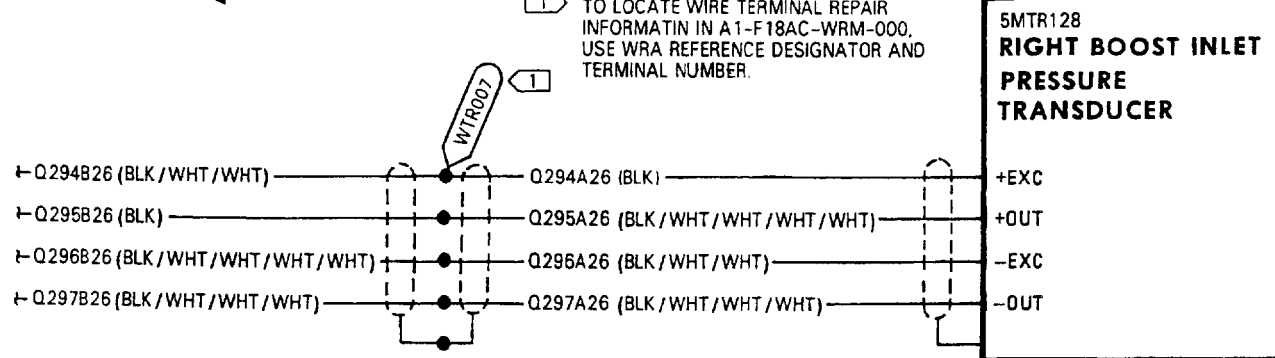 1 TO LOCATE WIRE TERMINAL REPAIR
INFORMATIN IN A1-F18AC-WRM-000,
USE WRA REFERENCE DESIGNATOR AND
TERMINAL NUMBER.
5MTR128
RIGHT BOOST INLET
PRESSURE
TRANSDUCER
WTR007
1
Q294B26 (BLK/WHT/WHT)
Q294A26 (BLK)
+EXC
Q295B26 (BLK)
Q295A26 (BLK/WHT/WHT/WHT/WHT)
+OUT
Q296B26 (BLK/WHT/WHT/WHT/WHT)
Q296A26 (BLK/WHT/WHT)
-EXC
Q297B26 (BLK/WHT/WHT/WHT)
Q297A26 (BLK/WHT/WHT/WHT)
-OUT